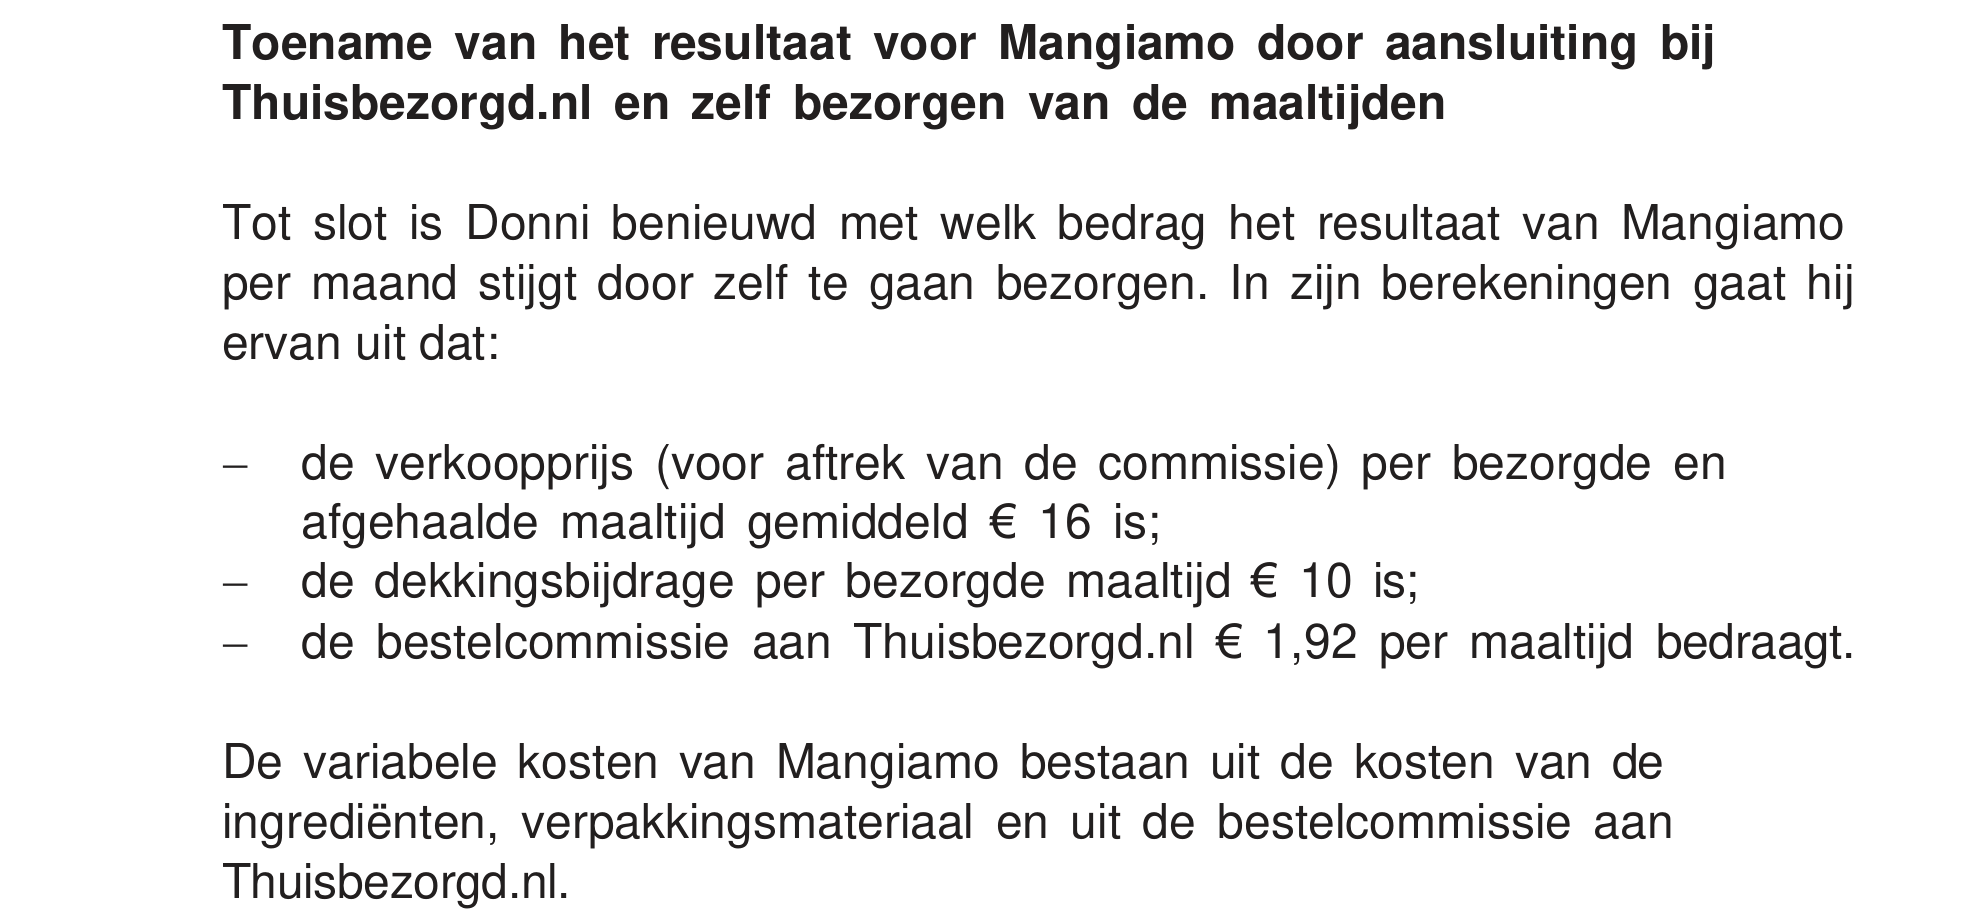 Toename van het resultaat voor Mangiamo door aansluiting bij
Thuisbezorgd.nl en zelf bezorgen van de maaltijden
Tot slot is Donni benieuwd met welk bedrag het resultaat van Mangiamo
per maand stijgt door zelf te gaan bezorgen. In zijn berekeningen gaat hij
ervan uit dat:
– de verkoopprijs (voor aftrek van de commissie) per bezorgde en
afgehaalde maaltijd gemiddeld € 16 is;
– de dekkingsbijdrage per bezorgde maaltijd € 10 is;
– de bestelcommissie aan Thuisbezorgd.nl € 1,92 per maaltijd bedraagt.
De variabele kosten van Mangiamo bestaan uit de kosten van de
ingrediënten, verpakkingsmateriaal en uit de bestelcommissie aan
Thuisbezorgd.nl.